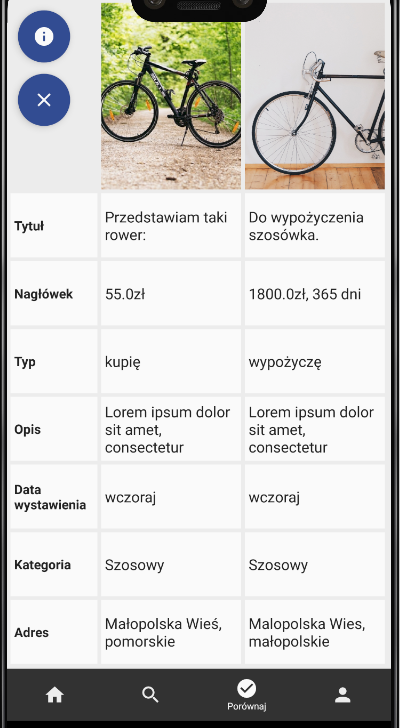 Tytuł
Przedstawiam taki
rower:
Do wypożyczenia
szosówka.
Nagłówek
55.0zł
1800.0zł, 365 dni
Typ
kupię
wypożyczę
Opis
Lorem ipsum dolor
sit amet,
consectetur
Lorem ipsum dolor
sit amet,
consectetur
Data
wystawienia
wczoraj
wczoraj
Kategoria
Szosowy
Szosowy
Adres
Małopolska Wieś,
pomorskie
Malopolska Wies,
małopolskie
Porównaj